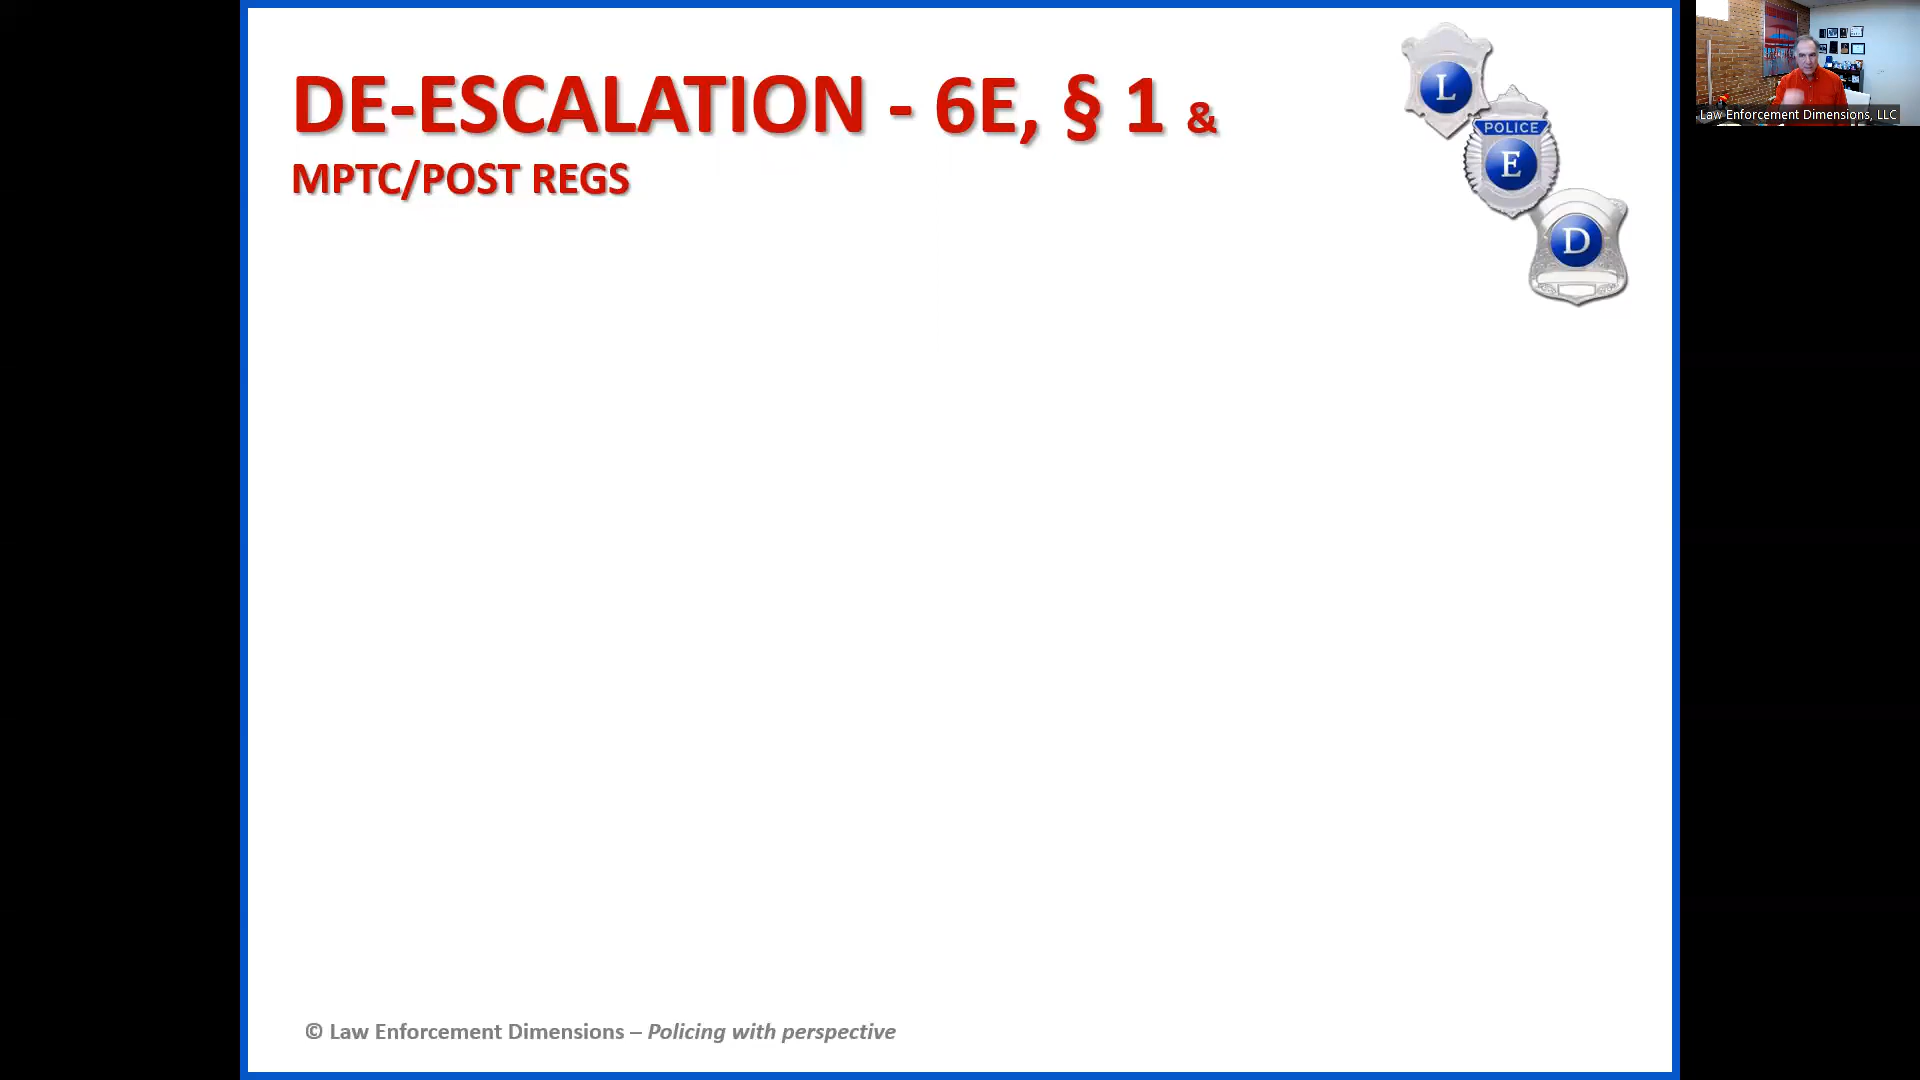 DE-ESCALATION - 6E, § 1 &
MPTC/POST REGS
L
POLICE
E
D
Law Enforcement Dimensions, LLC
© Law Enforcement Dimensions – Policing with perspective